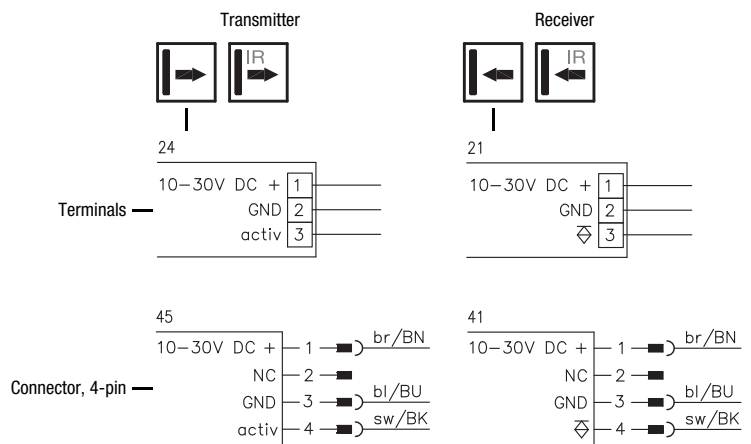 Transmitter Receiver
IR IR
24 21
10-30V DC + 1 10-30V DC + 1
Terminals GND 2 GND 2
activ 3 3
45 41
10-30V DC + 1 br/BN 10-30V DC + 1 br/BN
NC 2 NC 2
Connector, 4-pin GND 3 bl/BU GND 3 bl/BU
activ 4 sw/BK 4 sw/BK